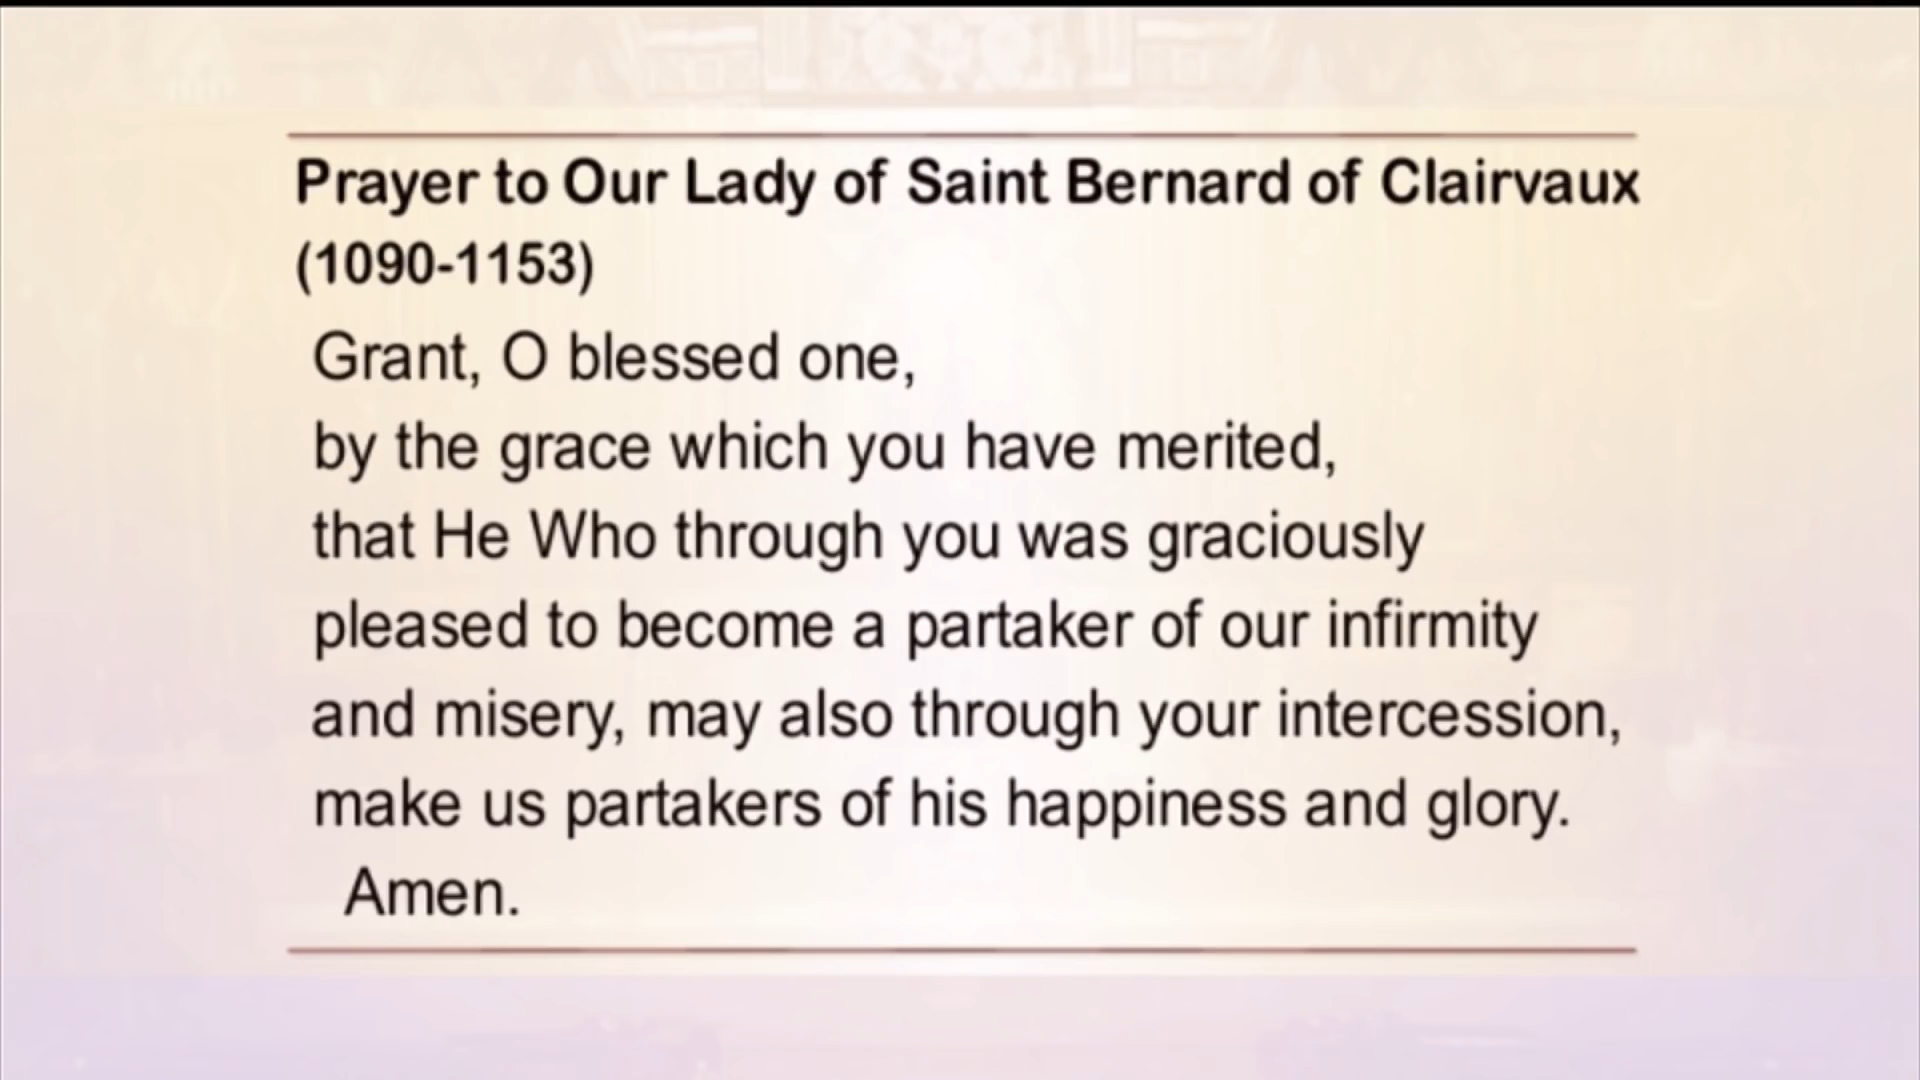 Prayer to Our Lady of Saint Bernard of Clairvaux
(1090-1153)
Grant, O blessed one,
by the grace which you have merited,
that He Who through you was graciously
pleased to become a partaker of our infirmity
and misery, may also through your intercession,
make us partakers of his happiness and glory.
Amen.